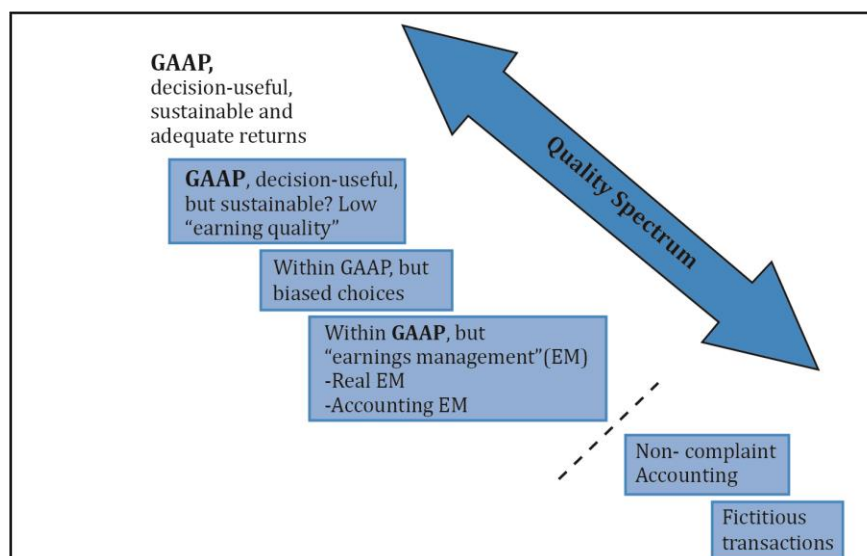 GAAP,
decision-useful,
sustainable and
adequate returns
GAAP, decision-useful,
but sustainable? Low
“earning quality”
Within GAAP, but
biased choices
Within GAAP, but
“earnings management”(EM)
-Real EM
-Accounting EM
Quality Spectrum
Non- complaint
Accounting
Fictitious
transactions